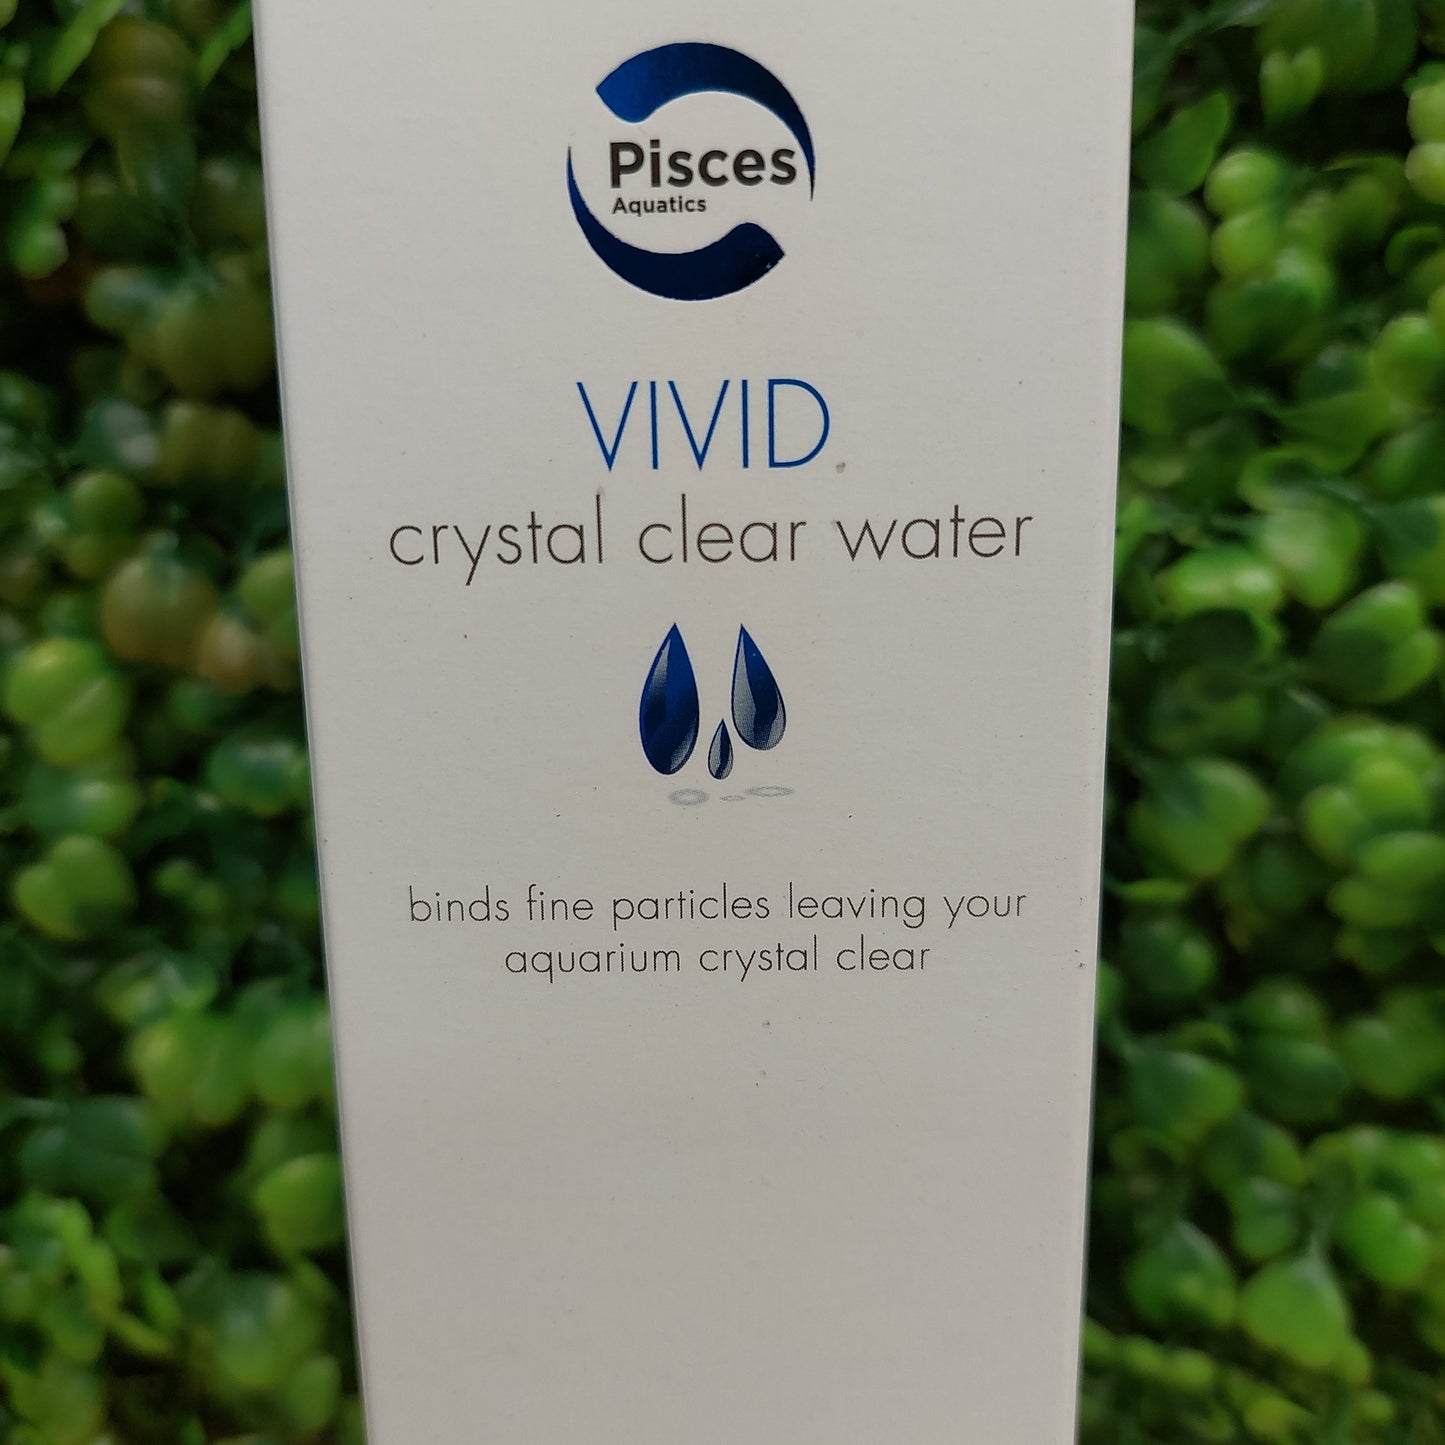 Pisces
Aquatics
VIVID
crystal clear water
binds fine particles leaving your
aquarium crystal clear